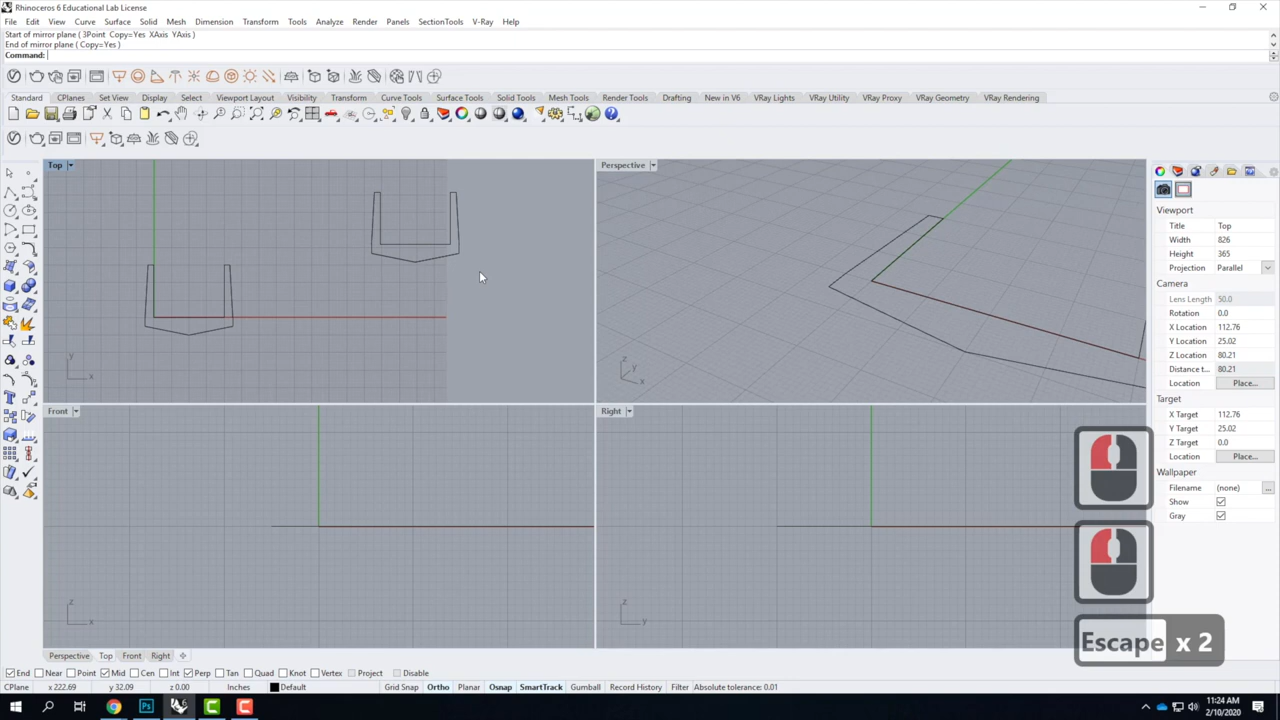 Rhinoceros 6 Educational Lab License
File Edit View Curve Surface Solid Mesh Dimension Transform Tools Analyze Render Panels SectionTools V-Ray Help
Start of mirror plane ( 3Point Copy=Yes XAxis YAxis )
End of mirror plane ( Copy=Yes )
Command:
Standard CPlanes Set View Display Select Viewport Layout Visibility Transform Curve Tools Surface Tools Solid Tools Mesh Tools Render Tools Drafting New in V6 VRay Lights VRay Utility VRay Proxy VRay Geometry VRay Rendering
Top
Perspective
Viewport
Title Top
Width 826
Height 365
Projection Parallel
Camera
Lens Length 50.0
Rotation 0.0
X Location 112.76
Y Location 25.02
Z Location 80.21
Distance t... 80.21
Location Place...
Target
X Target 112.76
Y Target 25.02
Z Target 0.0
Location Place...
Wallpaper
Filename (none) ...
Show
Gray
y
x
z
y
x
Front
Right
z
x
z
y
Escape x 2
Perspective Top Front Right
End Near Point Mid Cen Int Perp Tan Quad Knot Vertex Project Disable
CPlane x 222.69 y 32.09 z 0.00 Inches Default Grid Snap Ortho Planar Osnap SmartTrack Gumball Record History Filter Absolute tolerance: 0.01
Ps
C
C
11:24 AM
2/10/2020